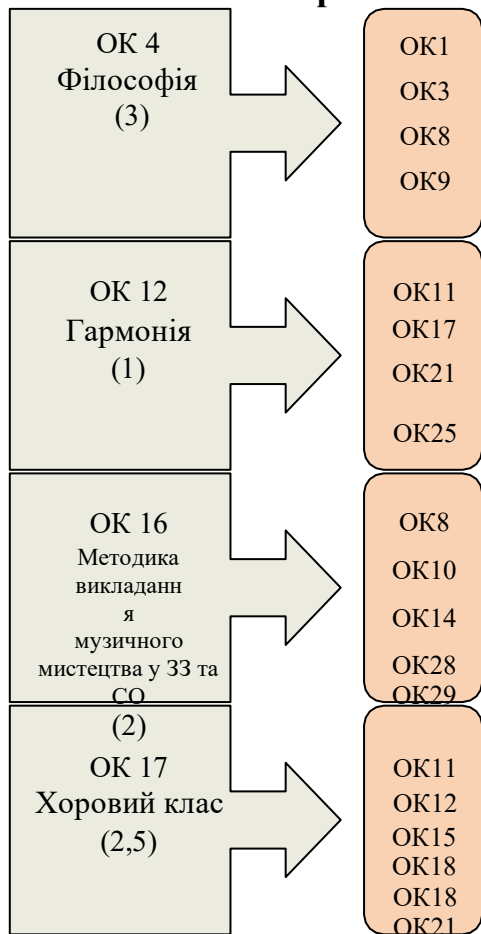 ОК 4
Філософія
(3)
ОК1
ОК3
ОК8
ОК9
ОК 12
Гармонія
(1)
ОК11
ОК17
ОК21
ОК25
ОК 16
Методика
викладанн
я
музичного
мистецтва у ЗЗ та
СО
(2)
ОК8
ОК10
ОК14
ОК28
ОК29
ОК 17
Хоровий клас
(2,5)
ОК11
ОК12
ОК15
ОК18
ОК18
ОК21